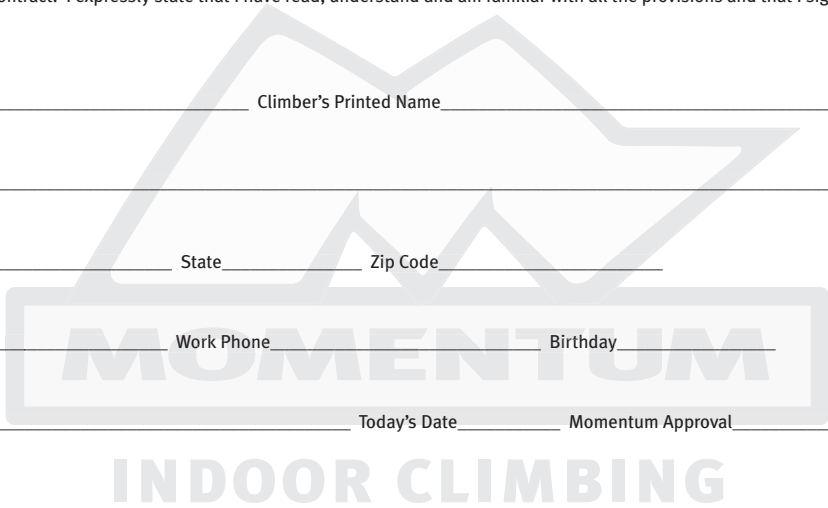 contract. I expressly state that I have read, understand and am familiar with all the provisions and that I sig
Climber’s Printed Name
State Zip Code
Work Phone Birthday
MOMENTUM
Today’s Date Momentum Approval
INDOOR CLIMBING